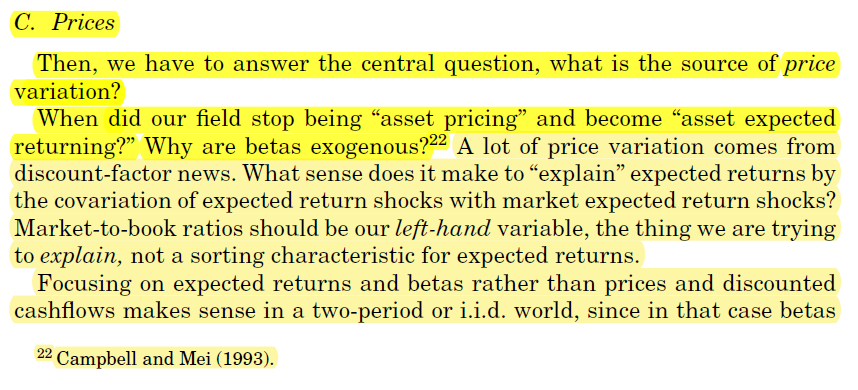 C. Prices
Then, we have to answer the central question, what is the source of price
variation?
When did our field stop being “asset pricing” and become “asset expected
returning?” Why are betas exogenous?22 A lot of price variation comes from
discount-factor news. What sense does it make to “explain” expected returns by
the covariation of expected return shocks with market expected return shocks?
Market-to-book ratios should be our left-hand variable, the thing we are trying
to explain, not a sorting characteristic for expected returns.
Focusing on expected returns and betas rather than prices and discounted
cashflows makes sense in a two-period or i.i.d. world, since in that case betas
22 Campbell and Mei (1993).